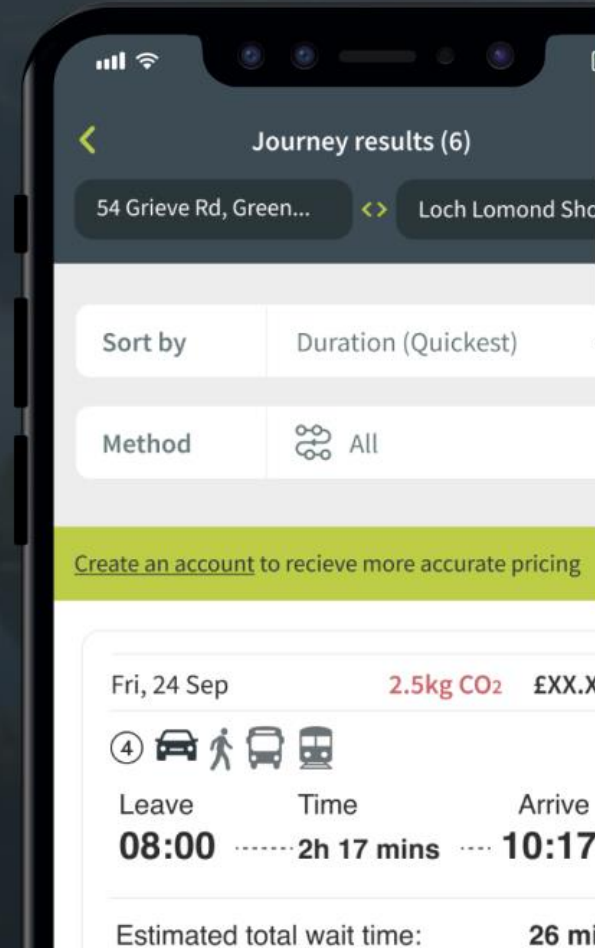 Journey results (6)
54 Grieve Rd, Green... <> Loch Lomond Sho
Sort by Duration (Quickest)
Method All
Create an account to recieve more accurate pricing
Fri, 24 Sep 2.5kg CO2 £XX.X
4
Leave Time Arrive
08:00 2h 17 mins 10:17
Estimated total wait time: 26 mi